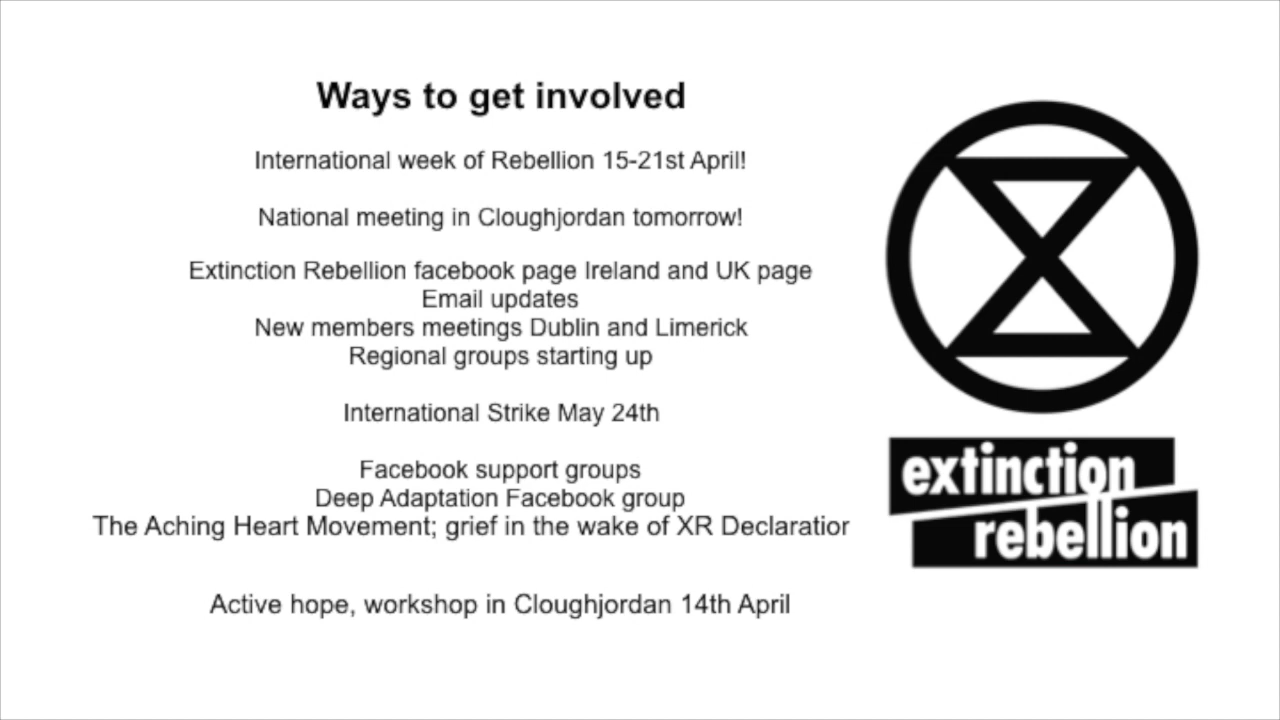 Ways to get involved
International week of Rebellion 15-21st April!
National meeting in Cloughjordan tomorrow!
Extinction Rebellion facebook page Ireland and UK page
Email updates
New members meetings Dublin and Limerick
Regional groups starting up
International Strike May 24th
Facebook support groups
Deep Adaptation Facebook group
The Aching Heart Movement; grief in the wake of XR Declaratior
Active hope, workshop in Cloughjordan 14th April
extinction
rebellion